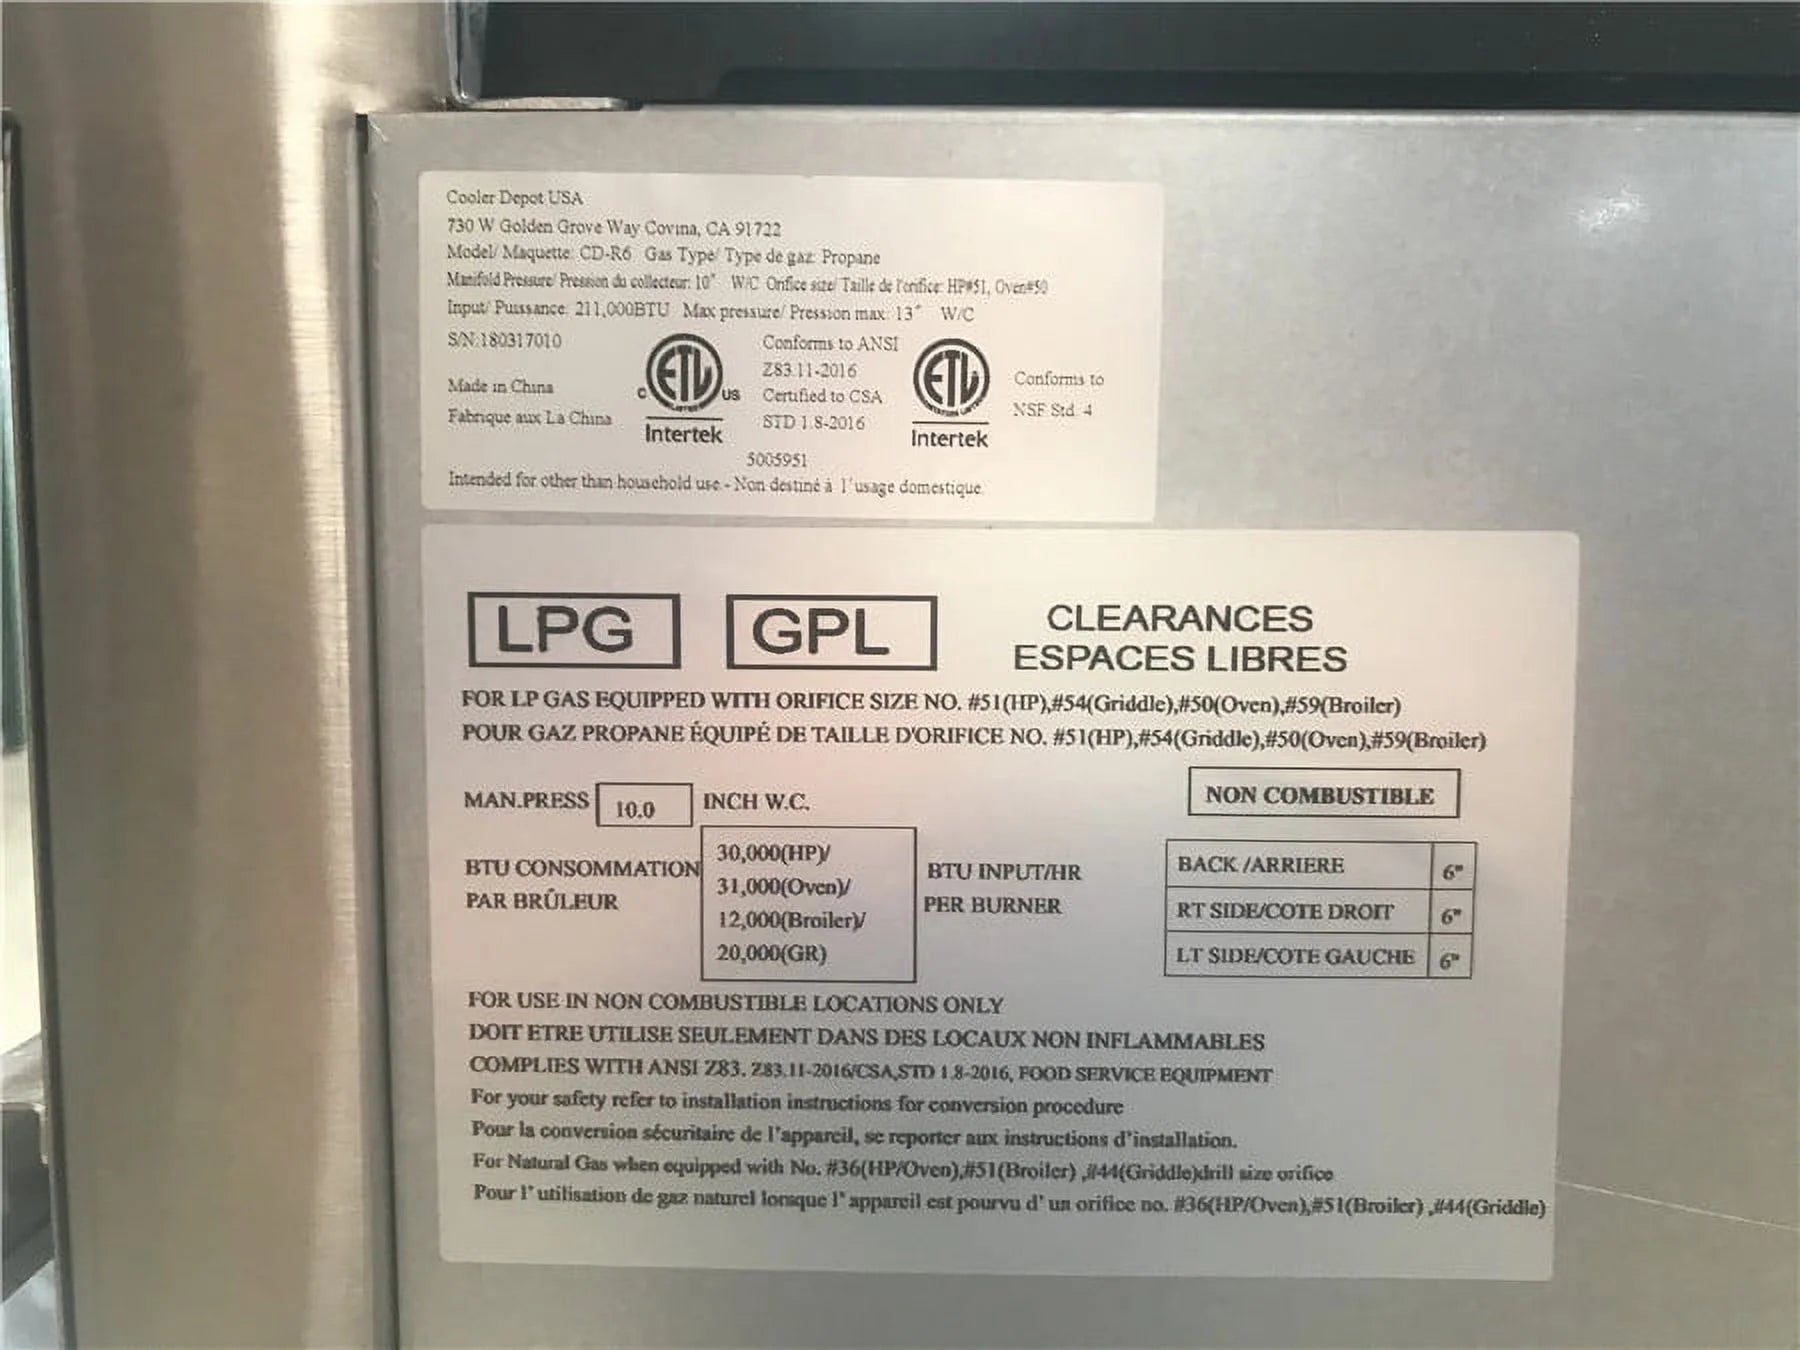 Cooler Depot USA
730 W Golden Grove Way Covina, CA 91722
Model/ Maquette: CD-R6 Gas Type/ Type de gaz: Propane
Manifold Pressure/ Pression du collecteur: 10" W/C Orifice size/ Taille de l'orifice: HP#51, Oven#50
Input/ Puissance: 211,000BTU Max pressure/ Pression max: 13" W/C
S/N:180317010
Made in China
Fabrique aux La China
C ETL US
LISTED
Intertek
Conforms to ANSI
Z83.11-2016
Certified to CSA
STD 1.8-2016
ETL
Intertek
Conforms to
NSF Std. 4
5005951
Intended for other than household use - Non destiné à l'usage domestique
LPG GPL
CLEARANCES
ESPACES LIBRES
FOR LP GAS EQUIPPED WITH ORIFICE SIZE NO. #51(HP),#54(Griddle),#50(Oven),#59(Broiler)
POUR GAZ PROPANE ÉQUIPÉ DE TAILLE D'ORIFICE NO. #51(HP),#54(Griddle),#50(Oven),#59(Broiler)
MAN.PRESS 10.0 INCH W.C.
NON COMBUSTIBLE
BTU CONSOMMATION
PAR BRÛLEUR
30,000(HP)/
31,000(Oven)/
12,000(Broiler)/
20,000(GR)
BTU INPUT/HR
PER BURNER
BACK /ARRIERE 6"
RT SIDE/COTE DROIT 6"
LT SIDE/COTE GAUCHE 6"
FOR USE IN NON COMBUSTIBLE LOCATIONS ONLY
DOIT ETRE UTILISE SEULEMENT DANS DES LOCAUX NON INFLAMMABLES
COMPLIES WITH ANSI Z83. Z83.11-2016/CSA,STD 1.8-2016, FOOD SERVICE EQUIPMENT
For your safety refer to installation instructions for conversion procedure
Pour la conversion sécuritaire de l'appareil, se reporter aux instructions d'installation.
For Natural Gas when equipped with No. #36(HP/Oven),#51(Broiler) ,#44(Griddle)drill size orifice
Pour l' utilisation de gaz naturel lorsque l' appareil est pourvu d' un orifice no. #36(HP/Oven),#51(Broiler) ,#44(Griddle)